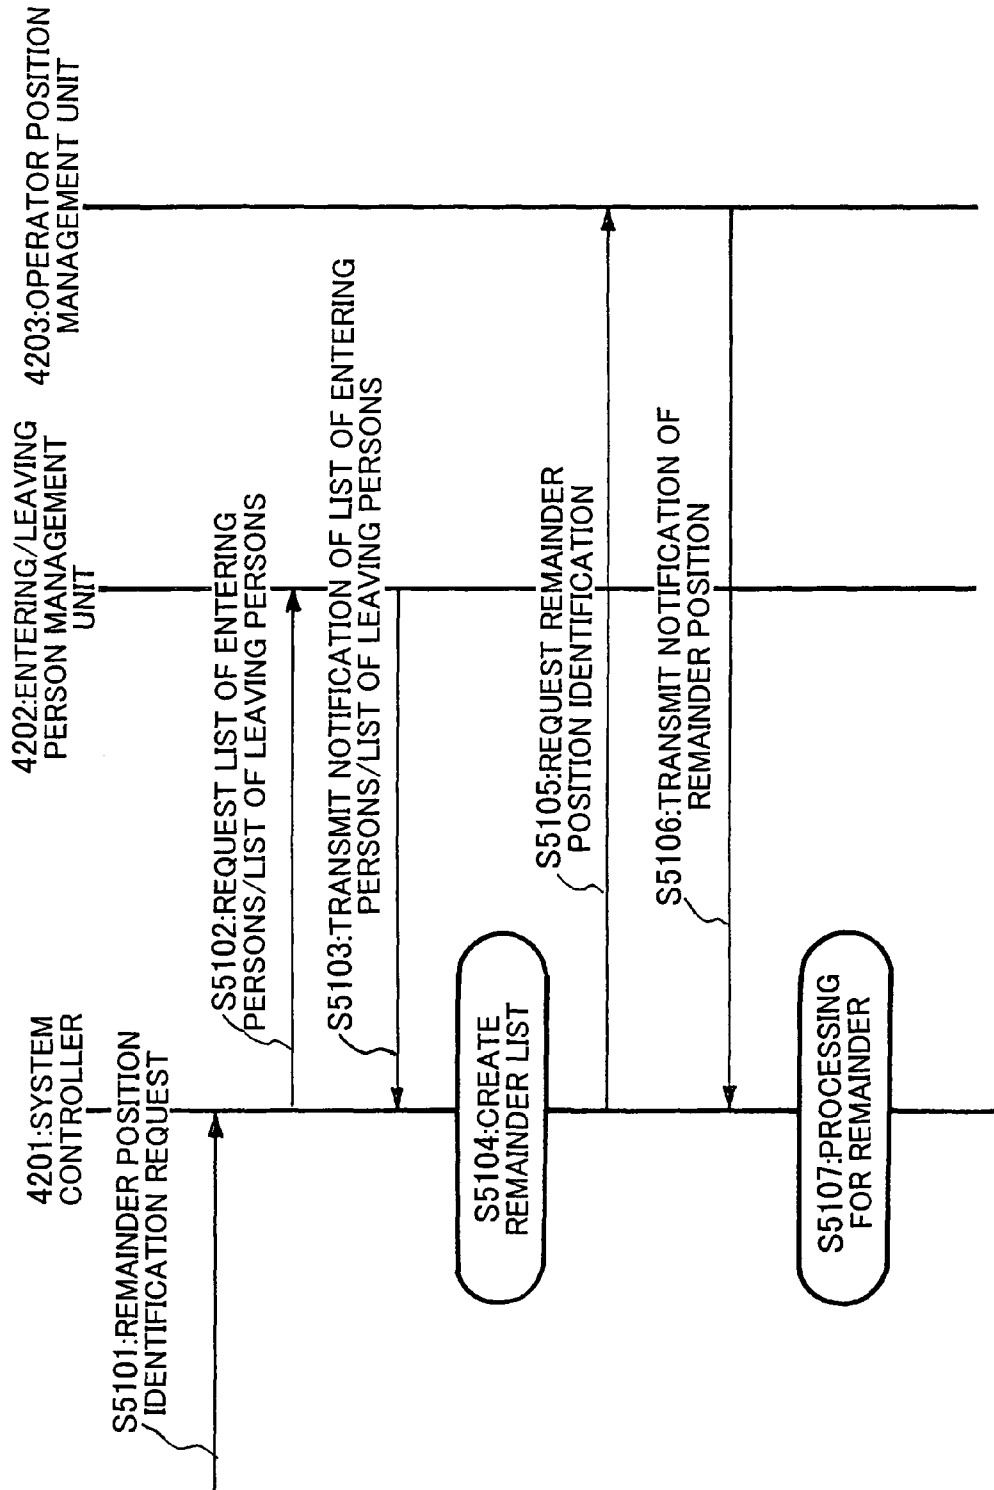 4201:SYSTEM
CONTROLLER
4202:ENTERING/LEAVING
PERSON MANAGEMENT
UNIT
4203:OPERATOR POSITION
MANAGEMENT UNIT
S5101:REMAINDER POSITION
IDENTIFICATION REQUEST
S5102:REQUEST LIST OF ENTERING
PERSONS/LIST OF LEAVING PERSONS
S5103:TRANSMIT NOTIFICATION OF LIST OF ENTERING
PERSONS/LIST OF LEAVING PERSONS
S5104:CREATE
REMAINDER LIST
S5105:REQUEST REMAINDER
POSITION IDENTIFICATION
S5106:TRANSMIT NOTIFICATION OF
REMAINDER POSITION
S5107:PROCESSING
FOR REMAINDER